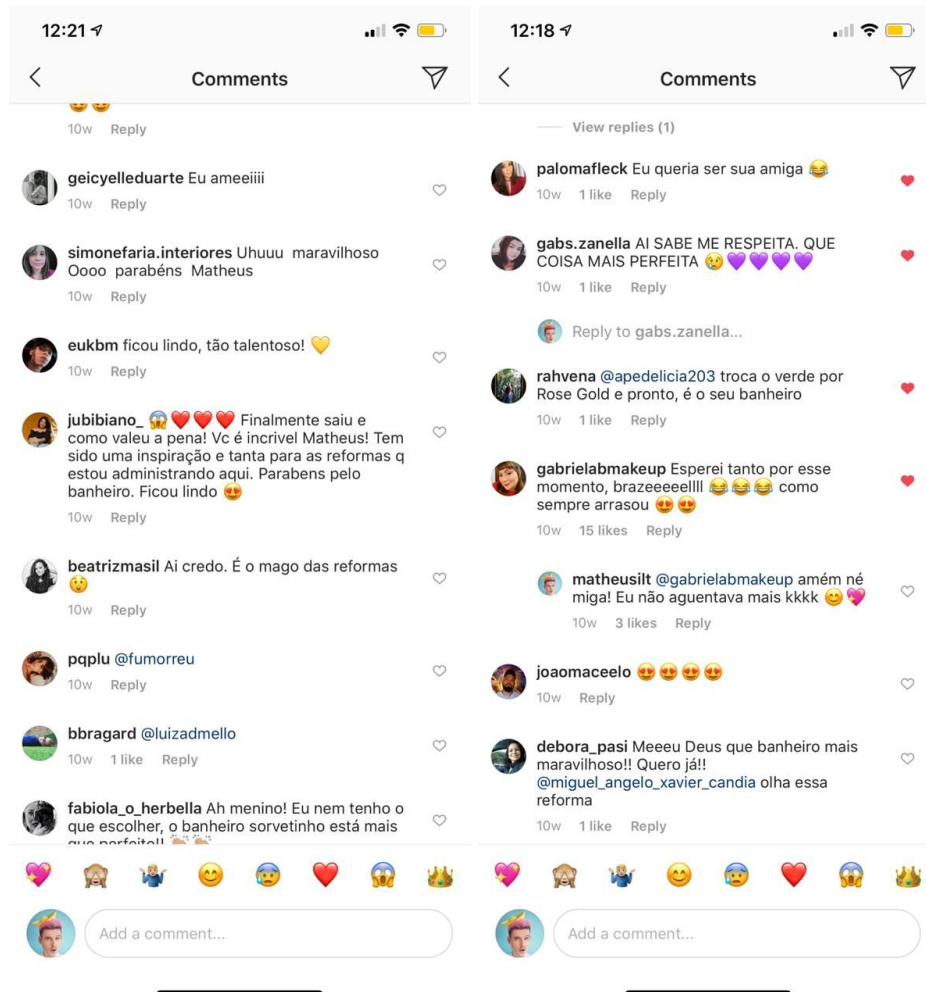 12:21
Comments
😍😍
10w Reply
geicyelleduarte Eu ameeiiii
10w Reply
simonefaria.interiores Uhuuu maravilhoso
Oooo parabéns Matheus
10w Reply
eukbm ficou lindo, tão talentoso! 💛
10w Reply
jubibiano_ 😱❤️❤️❤️ Finalmente saiu e
como valeu a pena! Vc é incrivel Matheus! Tem
sido uma inspiração e tanta para as reformas q
estou administrando aqui. Parabens pelo
banheiro. Ficou lindo 😍
10w Reply
beatrizmasil Ai credo. É o mago das reformas
😲
10w Reply
pqplu @fumorreu
10w Reply
bbragard @luizadmello
10w 1 like Reply
fabiola_o_herbella Ah menino! Eu nem tenho o
que escolher, o banheiro sorvetinho está mais
que perfeito!! 👏🏼👏🏼
Add a comment...
12:18
Comments
View replies (1)
palomafleck Eu queria ser sua amiga 😂
10w 1 like Reply
gabs.zanella AI SABE ME RESPEITA. QUE
COISA MAIS PERFEITA 😢💜💜💜💜
10w 1 like Reply
Reply to gabs.zanella...
rahvena @apedelicia203 troca o verde por
Rose Gold e pronto, é o seu banheiro
10w 1 like Reply
gabrielabmakeup Esperei tanto por esse
momento, brazeeeeellll 😂😂😂 como
sempre arrasou 😍😍
10w 15 likes Reply
matheusilt @gabrielabmakeup amém né
miga! Eu não aguentava mais kkkk 😊💖
10w 3 likes Reply
joaomaceelo 😍😍😍😍
10w Reply
debora_pasi Meeeu Deus que banheiro mais
maravilhoso!! Quero já!!
@miguel_angelo_xavier_candia olha essa
reforma
10w 1 like Reply
Add a comment...